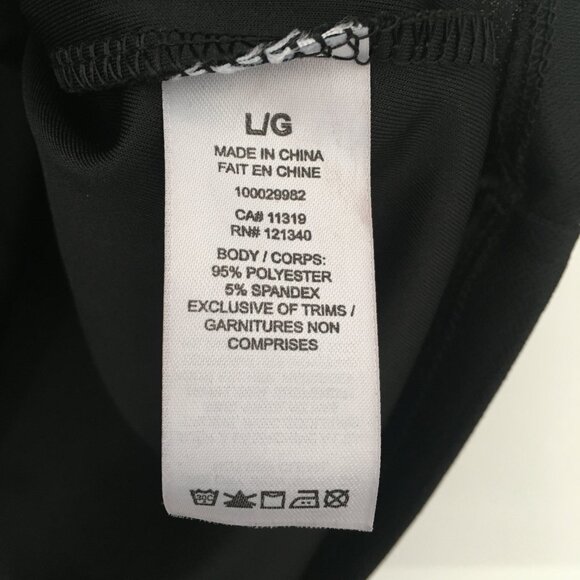 L/G
MADE IN CHINA
FAIT EN CHINE
100029982
CA# 11319
RN# 121340
BODY / CORPS:
95% POLYESTER
5% SPANDEX
EXCLUSIVE OF TRIMS /
GARNITURES NON
COMPRISES
30C